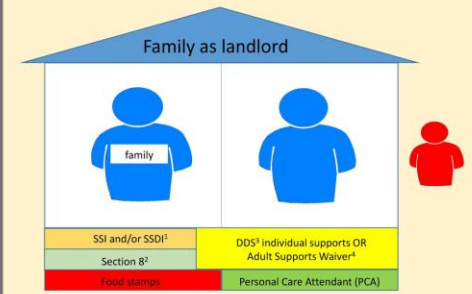 Family as landlord
family
SSI and/or SSDI¹
DDS³ individual supports OR
Adult Supports Waiver⁴
Section 8²
Food stamps
Personal Care Attendant (PCA)